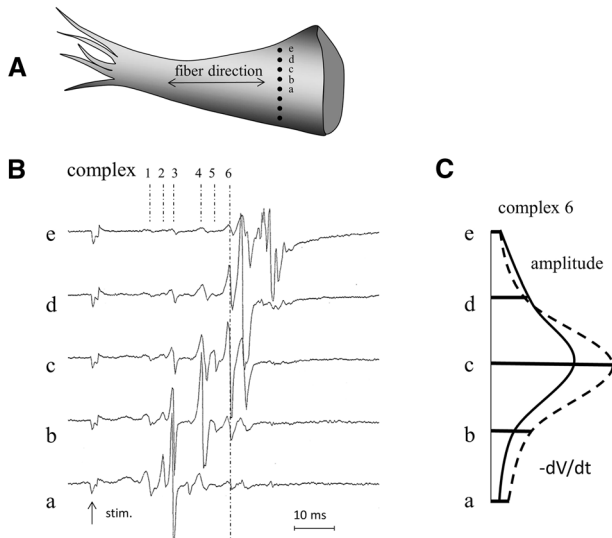 A
fiber direction
e
d
c
b
a
B
complex 1 2 3 4 5 6
e
d
c
b
a
stim.
10 ms
C
complex 6
e
amplitude
d
c
b
-dV/dt
a